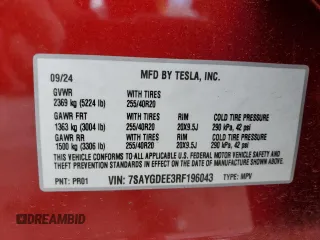 09/24 MFD BY TESLA, INC.
GVWR WITH TIRES
2369 kg (5224 lb) 255/40R20
GAWR FRT WITH TIRES RIM COLD TIRE PRESSURE
1363 kg (3004 lb) 255/40R20 20X9.5J 290 kPa, 42 psi
GAWR RR WITH TIRES RIM COLD TIRE PRESSURE
1500 kg (3306 lb) 255/40R20 20X9.5J 290 kPa, 42 psi
THIS VEHICLE CONFORMS TO ALL APPLICABLE
FEDERAL MOTOR VEHICLE SAFETY, BUMPER, AND
THEFT PREVENTION STANDARDS IN EFFECT ON THE DATE OF MANUFACTURE SHOWN ABOVE.
PNT: PR01 VIN: 7SAYGDEE3RF196043 TYPE: MPV
DREAMBID